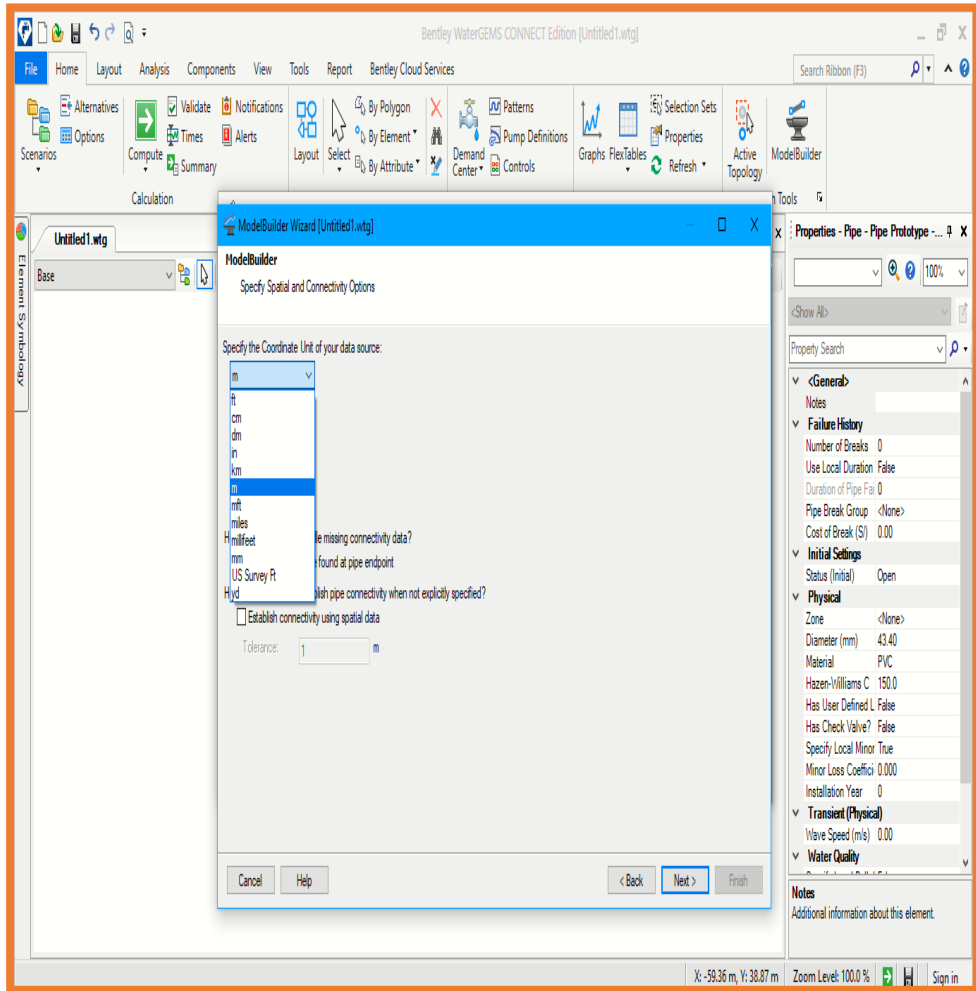 Bentley WaterGEMS CONNECT Edition [Untitled1.wtg]
File Home Layout Analysis Components View Tools Report Bentley Cloud Services
Search Ribbon (F3)
Scenarios
Alternatives
Options
Compute
Validate
Times
Summary
Notifications
Alerts
Calculation
Layout
Select
By Polygon
By Element
By Attribute
Demand Center
Patterns
Pump Definitions
Controls
Graphs
FlexTables
Selection Sets
Properties
Refresh
Active Topology
ModelBuilder
Tools
Element Symbology
Untitled1.wtg
Base
ModelBuilder Wizard [Untitled1.wtg]
ModelBuilder
Specify Spatial and Connectivity Options
Specify the Coordinate Unit of your data source:
m
ft
cm
dm
in
km
m
mft
miles
millifeet
mm
US Survey Ft
yd
missing connectivity data?
found at pipe endpoint
pipe connectivity when not explicitly specified?
Establish connectivity using spatial data
Tolerance: 1 m
Cancel Help < Back Next > Finish
Properties - Pipe - Pipe Prototype -...
100%
<Show All>
Property Search
<General>
Notes
Failure History
Number of Breaks 0
Use Local Duration False
Duration of Pipe Fai 0
Pipe Break Group <None>
Cost of Break (S/) 0.00
Initial Settings
Status (Initial) Open
Physical
Zone <None>
Diameter (mm) 43.40
Material PVC
Hazen-Williams C 150.0
Has User Defined L False
Has Check Valve? False
Specify Local Minor True
Minor Loss Coeffici 0.000
Installation Year 0
Transient (Physical)
Wave Speed (m/s) 0.00
Water Quality
Notes
Additional information about this element.
X: -59.36 m, Y: 38.87 m Zoom Level: 100.0 % Sign in